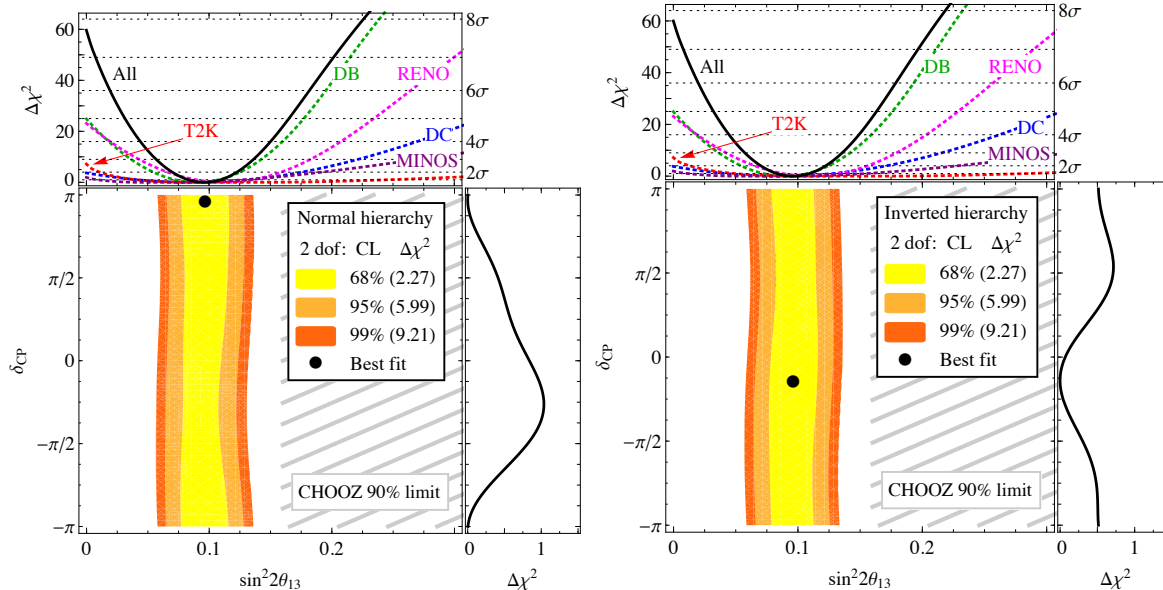 60
40
20
0
Δχ²
All
T2K
DB
RENO
DC
MINOS
8σ
6σ
4σ
2σ
π
π/2
0
−π/2
−π
δCP
Normal hierarchy
2 dof: CL Δχ²
68% (2.27)
95% (5.99)
99% (9.21)
Best fit
CHOOZ 90% limit
0 0.1 0.2
sin²2θ₁₃
0 1
Δχ²
60
40
20
0
Δχ²
All
T2K
DB
RENO
DC
MINOS
8σ
6σ
4σ
2σ
π
π/2
0
−π/2
−π
δCP
Inverted hierarchy
2 dof: CL Δχ²
68% (2.27)
95% (5.99)
99% (9.21)
Best fit
CHOOZ 90% limit
0 0.1 0.2
sin²2θ₁₃
0 1
Δχ²